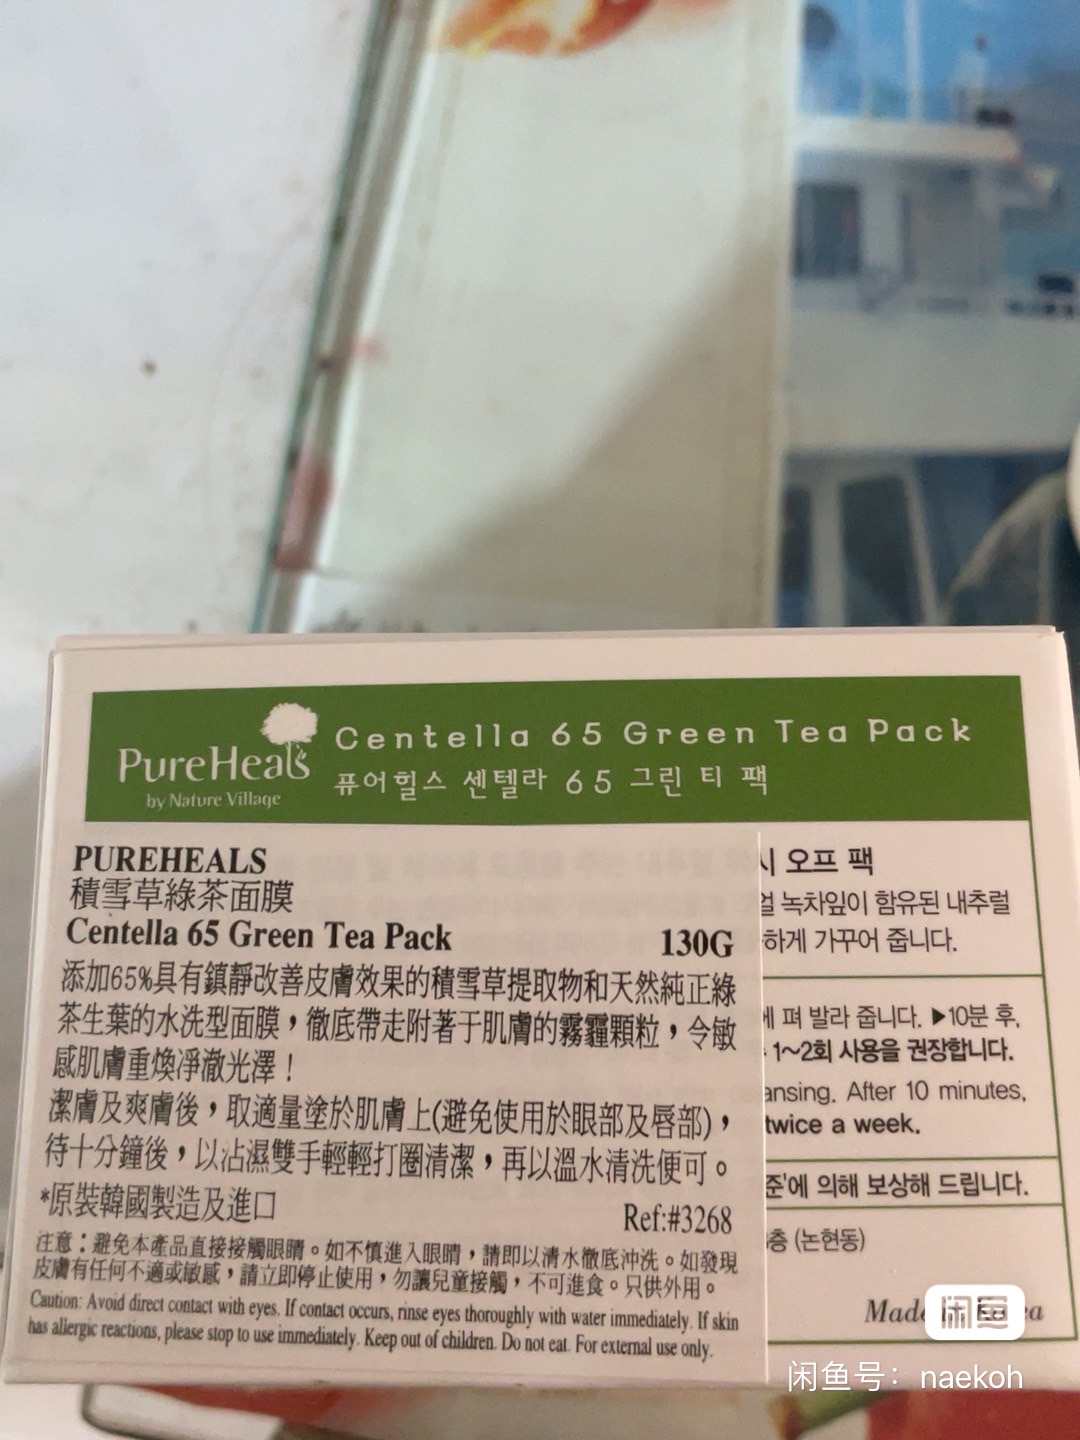 PureHeals
by Nature Village
Centella 65 Green Tea Pack
퓨어힐스 센텔라 65 그린 티 팩
PUREHEALS
積雪草綠茶面膜
Centella 65 Green Tea Pack 130G
添加65%具有鎮靜改善皮膚效果的積雪草提取物和天然純正綠
茶生葉的水洗型面膜，徹底帶走附著于肌膚的霧霾顆粒，令敏
感肌膚重煥凈澈光澤！
潔膚及爽膚後，取適量塗於肌膚上(避免使用於眼部及唇部)，
待十分鐘後，以沾濕雙手輕輕打圈清潔，再以溫水清洗便可。
*原裝韓國製造及進口 Ref:#3268
注意：避免本產品直接接觸眼睛。如不慎進入眼睛，請即以清水徹底沖洗。如發現
皮膚有任何不適或敏感，請立即停止使用，勿讓兒童接觸，不可進食。只供外用。
Caution: Avoid direct contact with eyes. If contact occurs, rinse eyes thoroughly with water immediately. If skin
has allergic reactions, please stop to use immediately. Keep out of children. Do not eat. For external use only.
시 오프 팩
얼 녹차잎이 함유된 내추럴
하게 가꾸어 줍니다.
에 펴 발라 줍니다. ▶10분 후,
1~2회 사용을 권장합니다.
ansing. After 10 minutes,
twice a week.
준'에 의해 보상해 드립니다.
층 (논현동)
Made in Korea
闲鱼
闲鱼号：naekoh